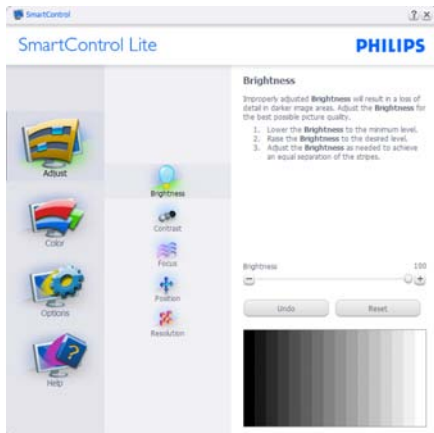 SmartControl
SmartControl Lite
PHILIPS
Adjust
Color
Options
Help
Brightness
Contrast
Focus
Position
Resolution
Brightness
Improperly adjusted Brightness will result in a loss of
detail in darker image areas. Adjust the Brightness for
the best possible picture quality.
1. Lower the Brightness to the minimum level.
2. Raise the Brightness to the desired level.
3. Adjust the Brightness as needed to achieve
an equal separation of the stripes.
Brightness 100
Undo Reset